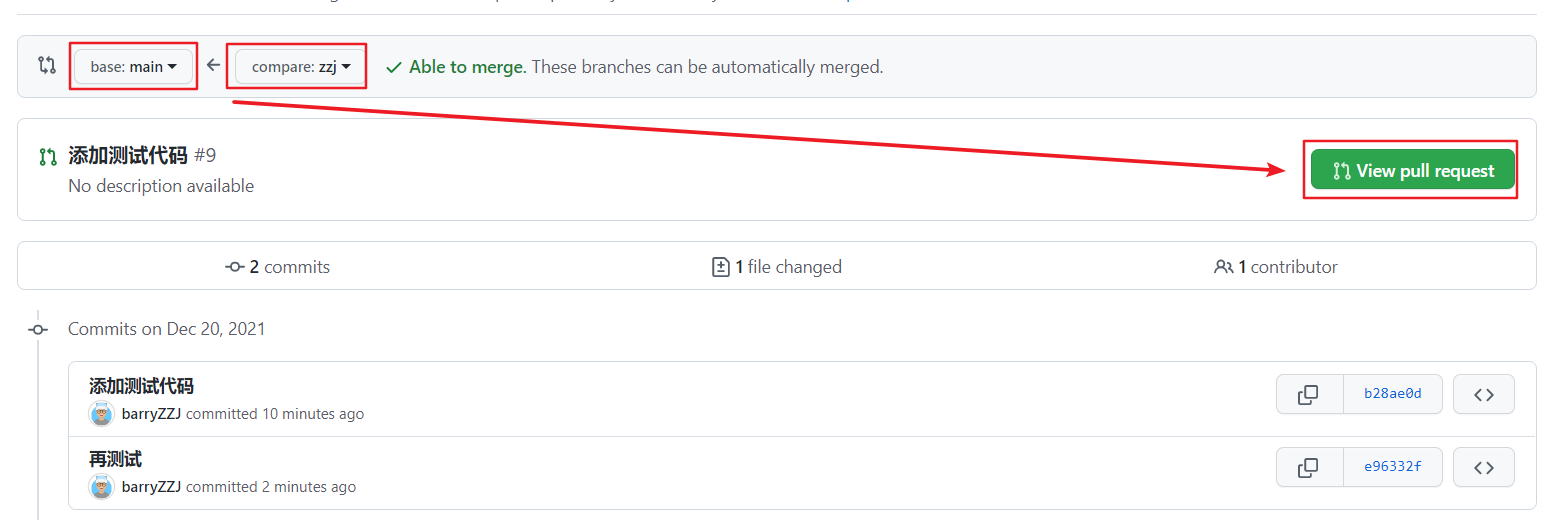 base: main
compare: zzj
Able to merge. These branches can be automatically merged.
添加测试代码 #9
No description available
View pull request
2 commits
1 file changed
1 contributor
Commits on Dec 20, 2021
添加测试代码
barryZZJ committed 10 minutes ago
b28ae0d
再测试
barryZZJ committed 2 minutes ago
e96332f